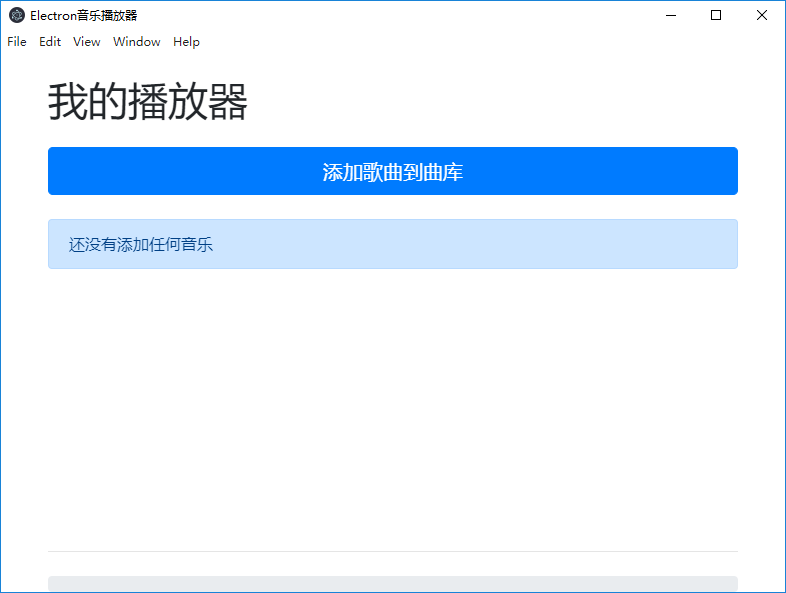 Electron音乐播放器
File Edit View Window Help
我的播放器
添加歌曲到曲库
还没有添加任何音乐